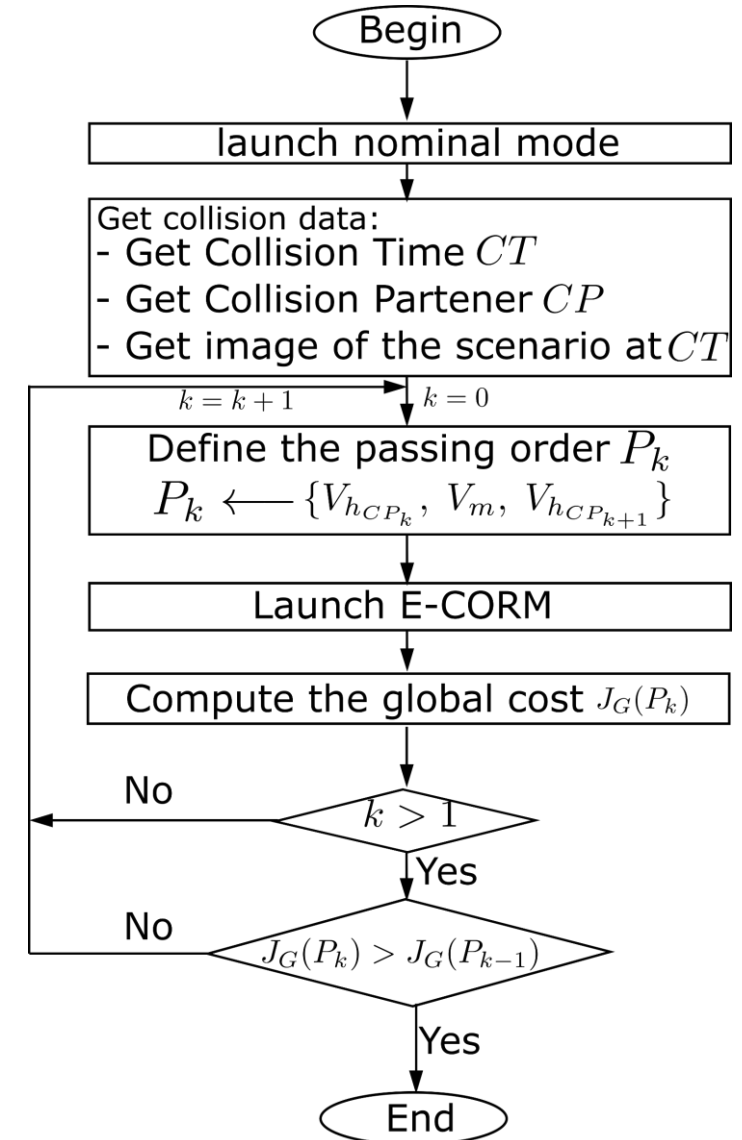 Begin
launch nominal mode
Get collision data:
- Get Collision Time CT
- Get Collision Partener CP
- Get image of the scenario at CT
k = k + 1
k = 0
Define the passing order P_k
P_k ⟵ {V_{h_{CP_k}}, V_m, V_{h_{CP_{k+1}}}}
Launch E-CORM
Compute the global cost J_G(P_k)
No
k > 1
Yes
No
J_G(P_k) > J_G(P_{k-1})
Yes
End